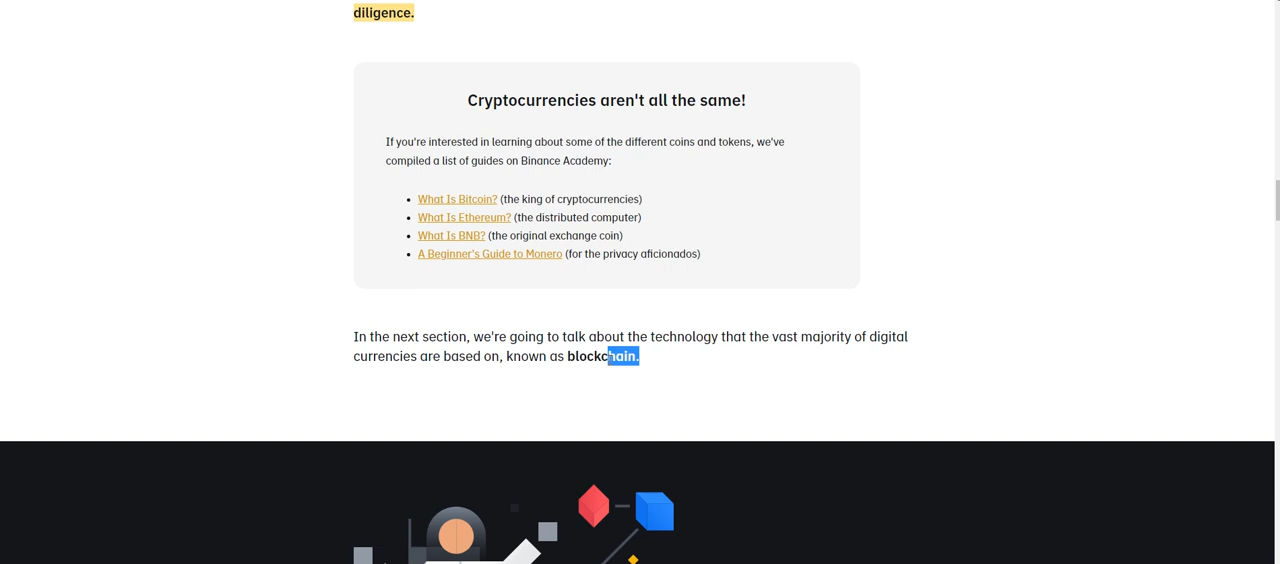 diligence.
Cryptocurrencies aren't all the same!
If you're interested in learning about some of the different coins and tokens, we've
compiled a list of guides on Binance Academy:
• What Is Bitcoin? (the king of cryptocurrencies)
• What Is Ethereum? (the distributed computer)
• What Is BNB? (the original exchange coin)
• A Beginner's Guide to Monero (for the privacy aficionados)
In the next section, we're going to talk about the technology that the vast majority of digital
currencies are based on, known as blockchain.